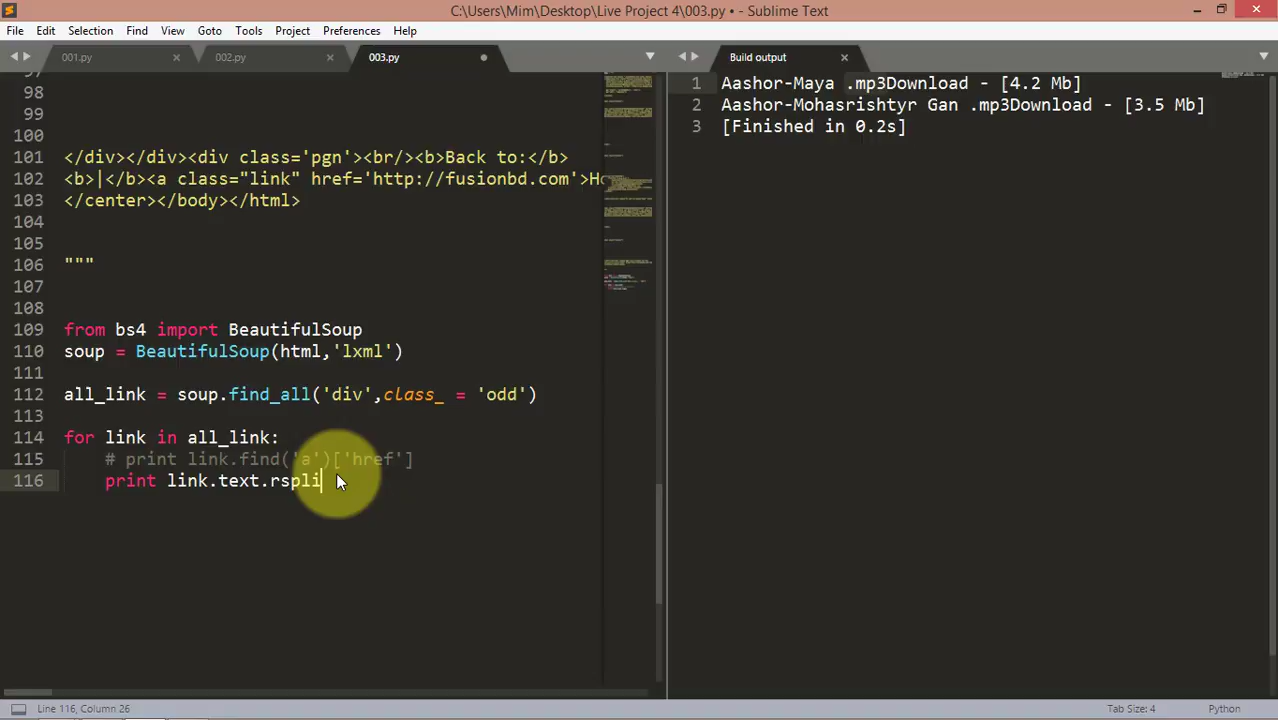 C:\Users\Mim\Desktop\Live Project 4\003.py • - Sublime Text
File Edit Selection Find View Goto Tools Project Preferences Help
001.py 002.py 003.py Build output
98
99
100
101 </div></div><div class='pgn'><br/><b>Back to:</b>
102 <b>|</b><a class="link" href='http://fusionbd.com'>Ho
103 </center></body></html>
104
105
106 """
107
108
109 from bs4 import BeautifulSoup
110 soup = BeautifulSoup(html,'lxml')
111
112 all_link = soup.find_all('div',class_ = 'odd')
113
114 for link in all_link:
115 # print link.find('a')['href']
116 print link.text.rspli
1 Aashor-Maya .mp3Download - [4.2 Mb]
2 Aashor-Mohasrishtyr Gan .mp3Download - [3.5 Mb]
3 [Finished in 0.2s]
Line 116, Column 26 Tab Size: 4 Python